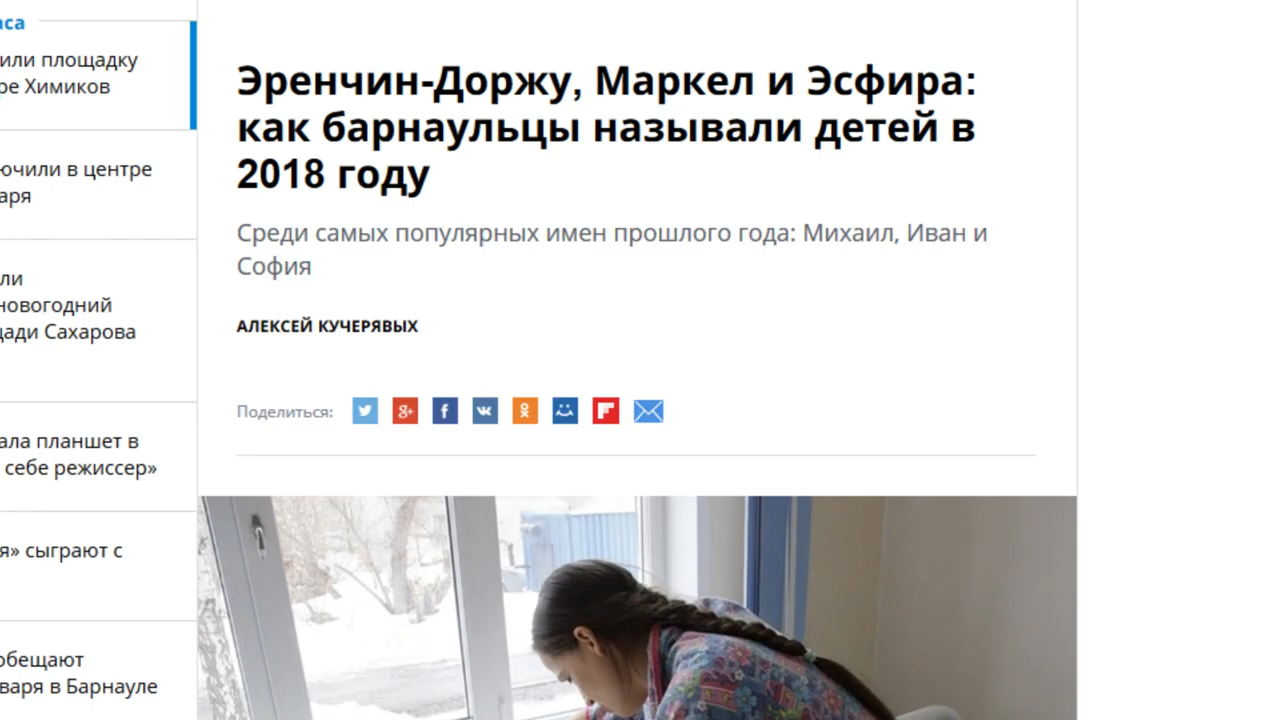 или площадку
ре Химиков
ючили в центре
аря
ли
новогодний
щади Сахарова
ала планшет в
себе режиссер»
я» сыграют с
обещают
варя в Барнауле
Эренчин-Доржу, Маркел и Эсфира:
как барнаульцы называли детей в
2018 году
Среди самых популярных имен прошлого года: Михаил, Иван и
София
АЛЕКСЕЙ КУЧЕРЯВЫХ
Поделиться: